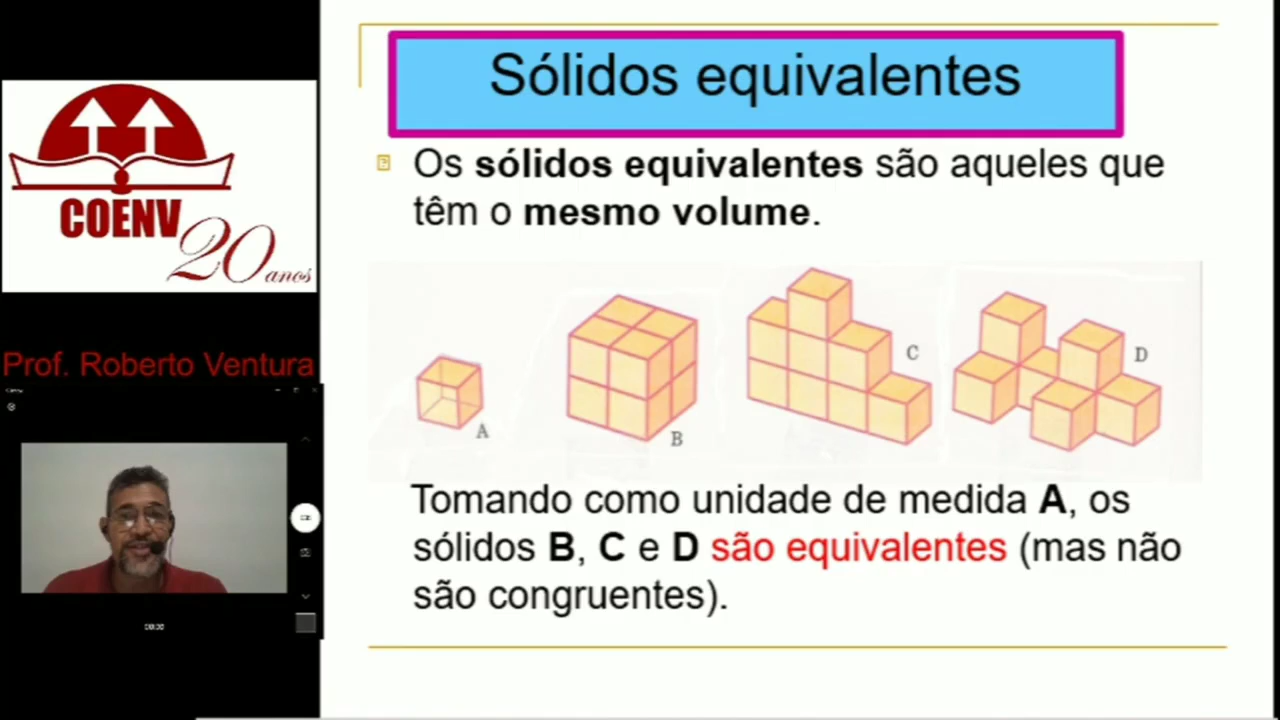 Sólidos equivalentes
Os sólidos equivalentes são aqueles que
têm o mesmo volume.
COENV
20 anos
Prof. Roberto Ventura
A
B
C
D
Tomando como unidade de medida A, os
sólidos B, C e D são equivalentes (mas não
são congruentes).